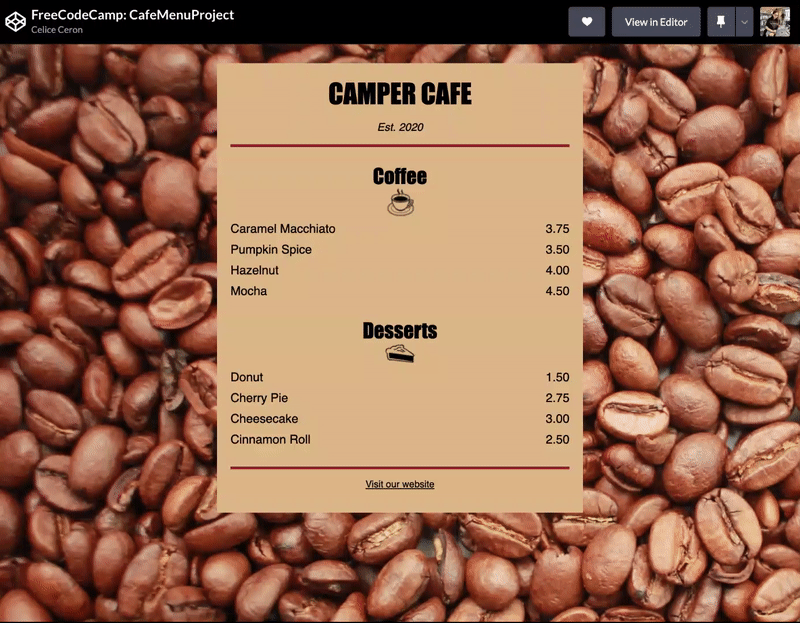 FreeCodeCamp: CafeMenuProject
Celice Ceron
View in Editor
CAMPER CAFE
Est. 2020
Coffee
Caramel Macchiato 3.75
Pumpkin Spice 3.50
Hazelnut 4.00
Mocha 4.50
Desserts
Donut 1.50
Cherry Pie 2.75
Cheesecake 3.00
Cinnamon Roll 2.50
Visit our website